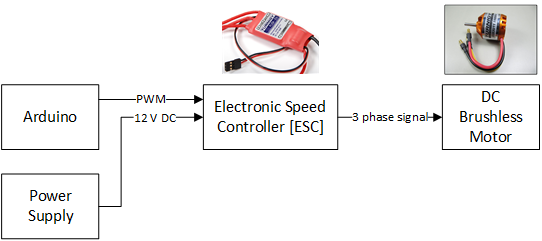 Arduino
PWM
12 V DC
Electronic Speed
Controller [ESC]
3 phase signal
DC
Brushless
Motor
Power
Supply